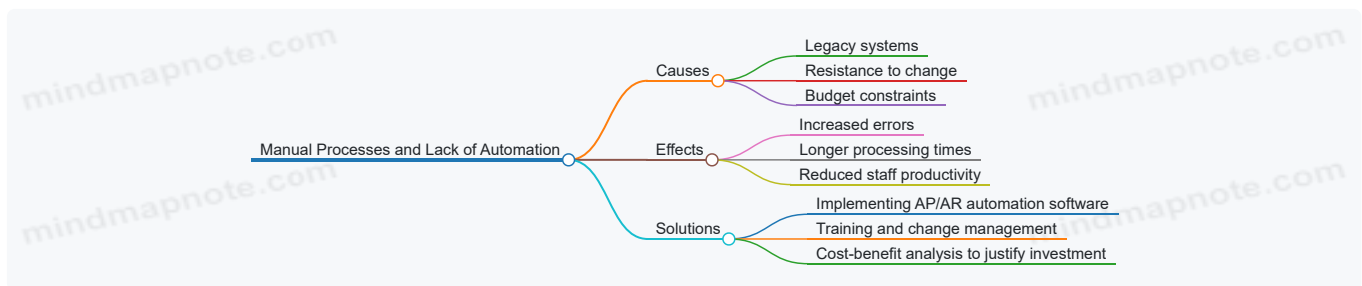 mindmapnote.com
mindmapnote.com
Legacy systems
Causes
Resistance to change
Budget constraints
Increased errors
Manual Processes and Lack of Automation
Effects
Longer processing times
Reduced staff productivity
mindmapnote.com
mindmapnote.com
Implementing AP/AR automation software
Solutions
Training and change management
Cost-benefit analysis to justify investment